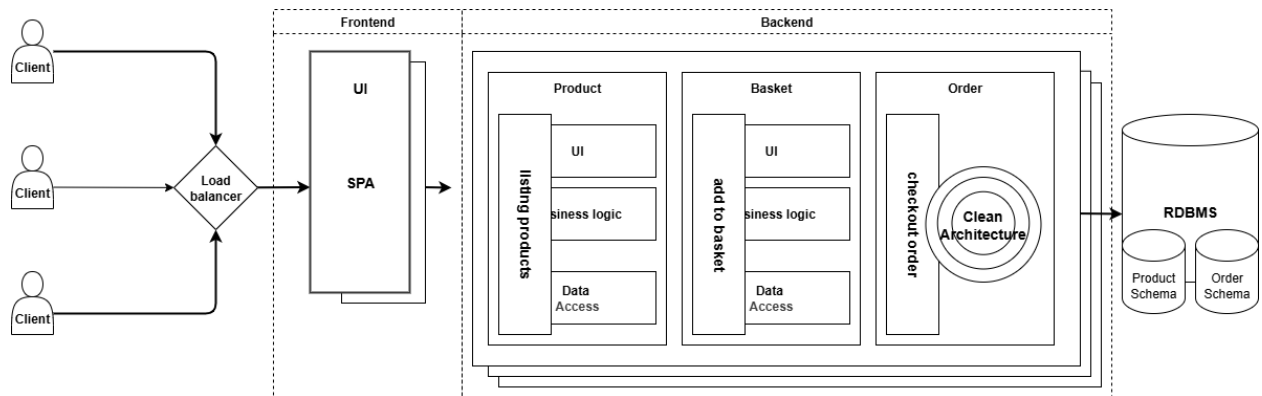 Frontend
Backend
Client
Client
Client
Load
balancer
UI
SPA
Product
listing products
UI
siness logic
Data
Access
Basket
add to basket
UI
siness logic
Data
Access
Order
checkout order
Clean
Architecture
RDBMS
Product
Schema
Order
Schema